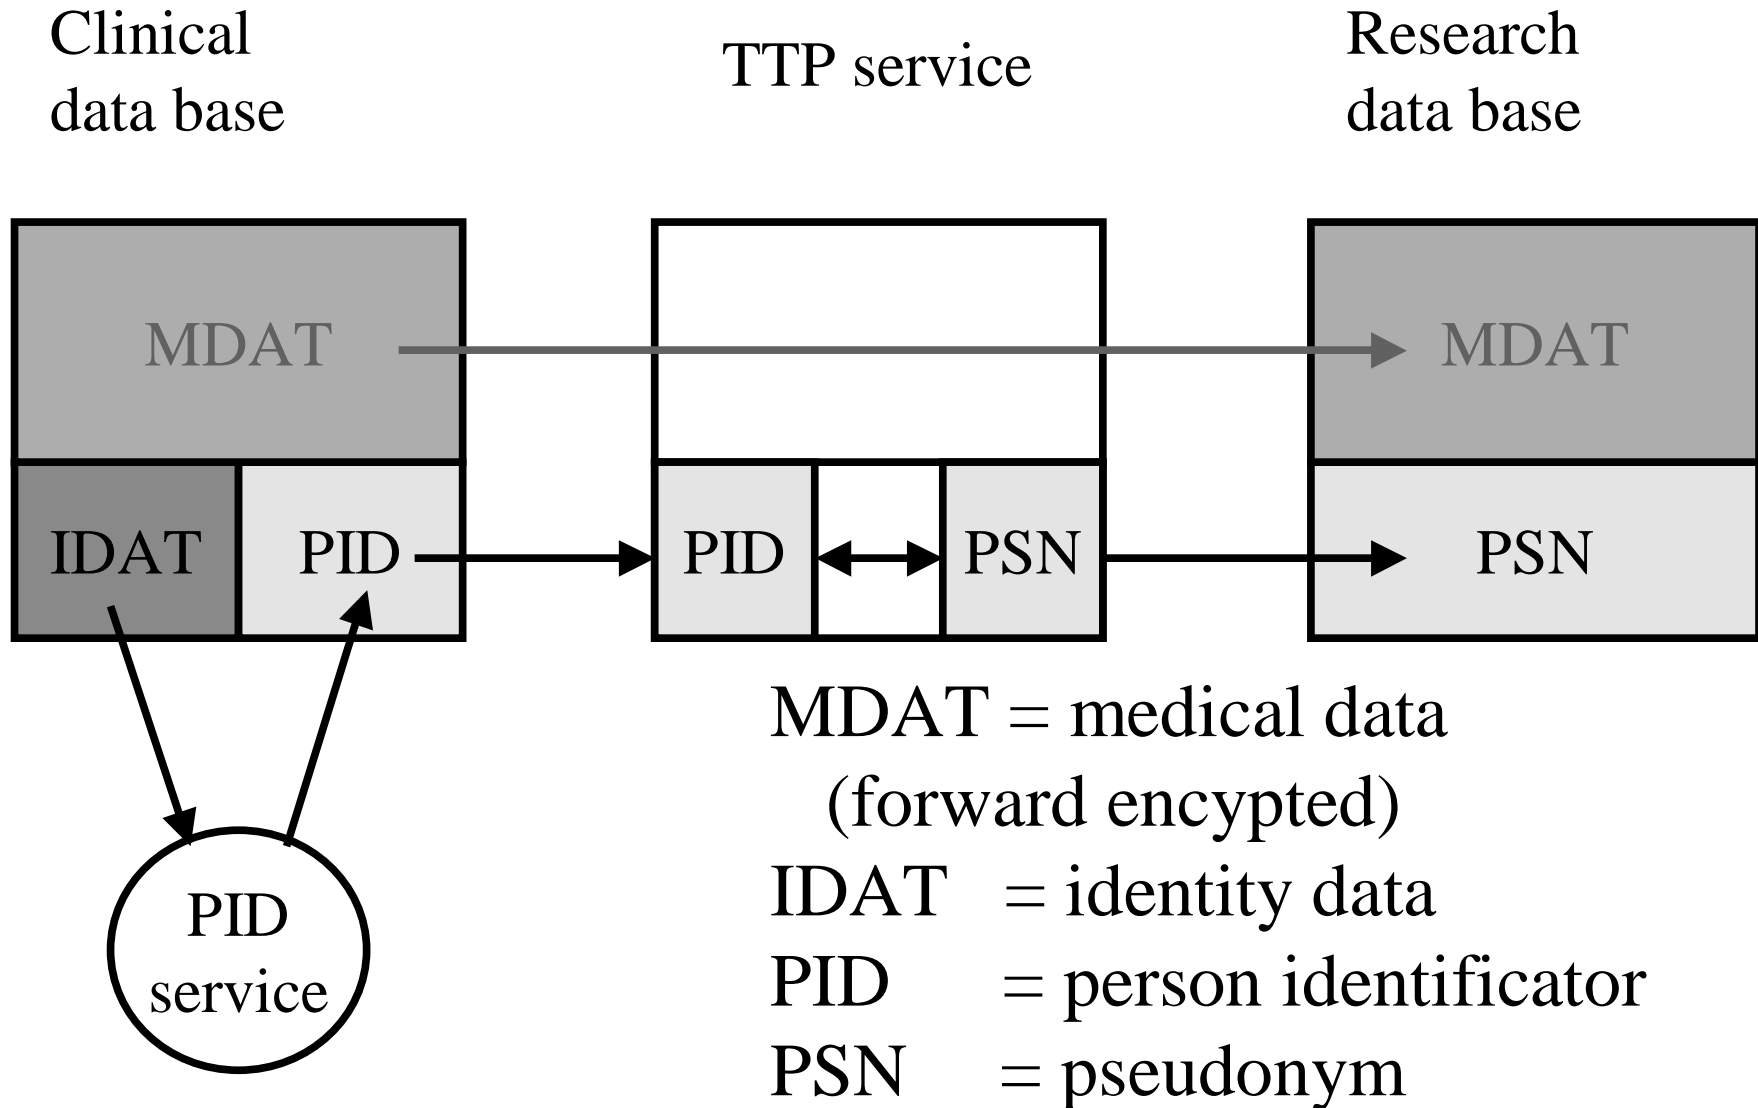 Clinical
data base
TTP service
Research
data base
MDAT
MDAT
IDAT
PID
PID
PSN
PSN
PID
service
MDAT = medical data
(forward encypted)
IDAT = identity data
PID = person identificator
PSN = pseudonym